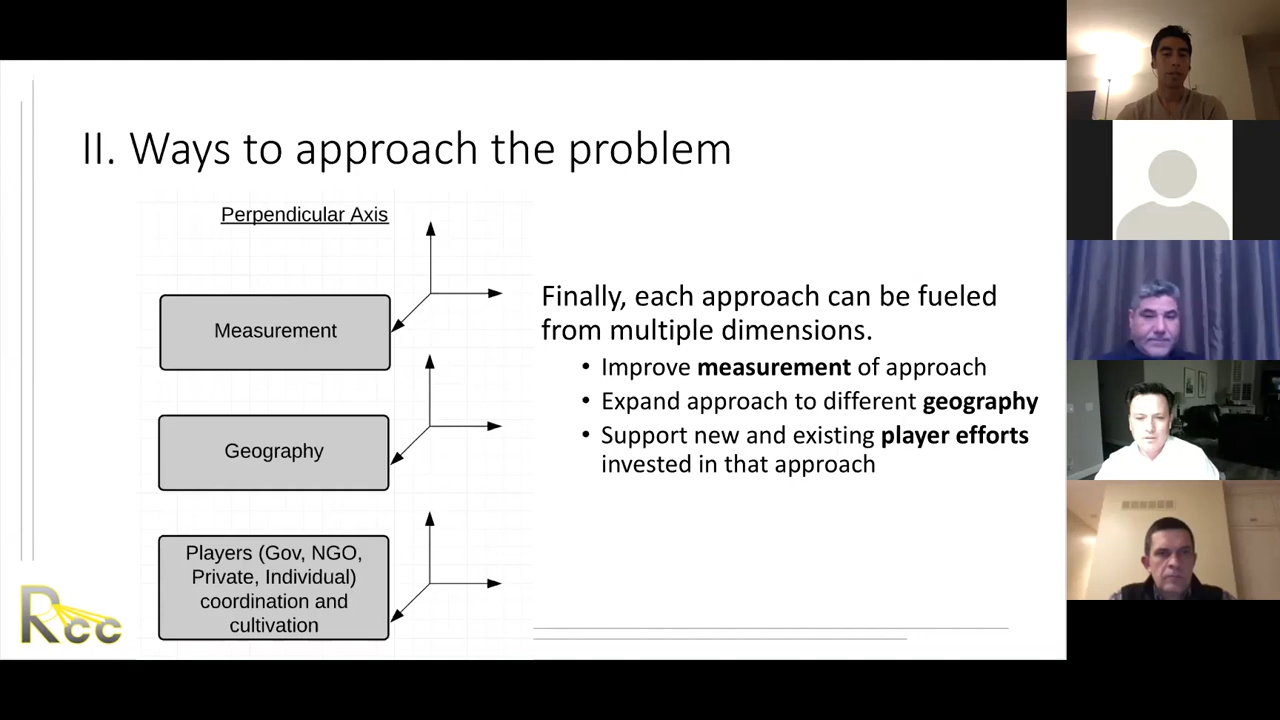 II. Ways to approach the problem
Perpendicular Axis
Measurement
Geography
Players (Gov, NGO,
Private, Individual)
coordination and
cultivation
Finally, each approach can be fueled
from multiple dimensions.
• Improve measurement of approach
• Expand approach to different geography
• Support new and existing player efforts
invested in that approach
Rcc